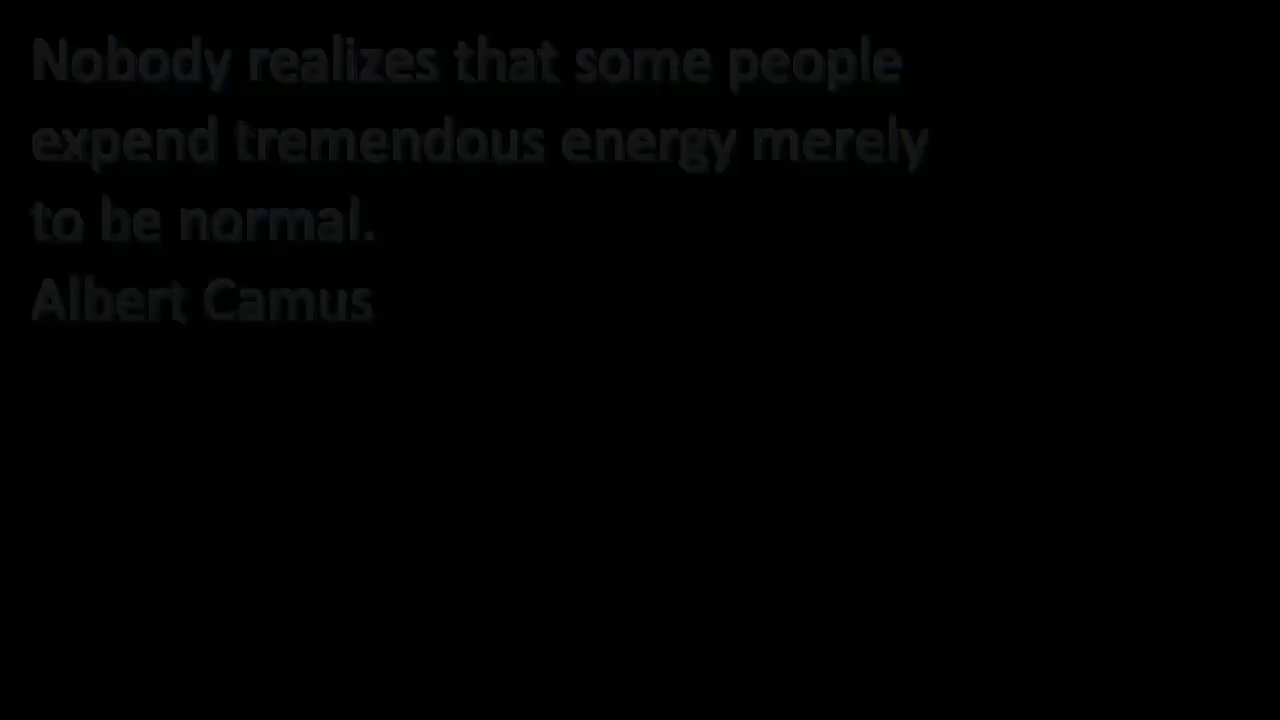 Nobody realizes that some people
expend tremendous energy merely
to be normal.
Albert Camus